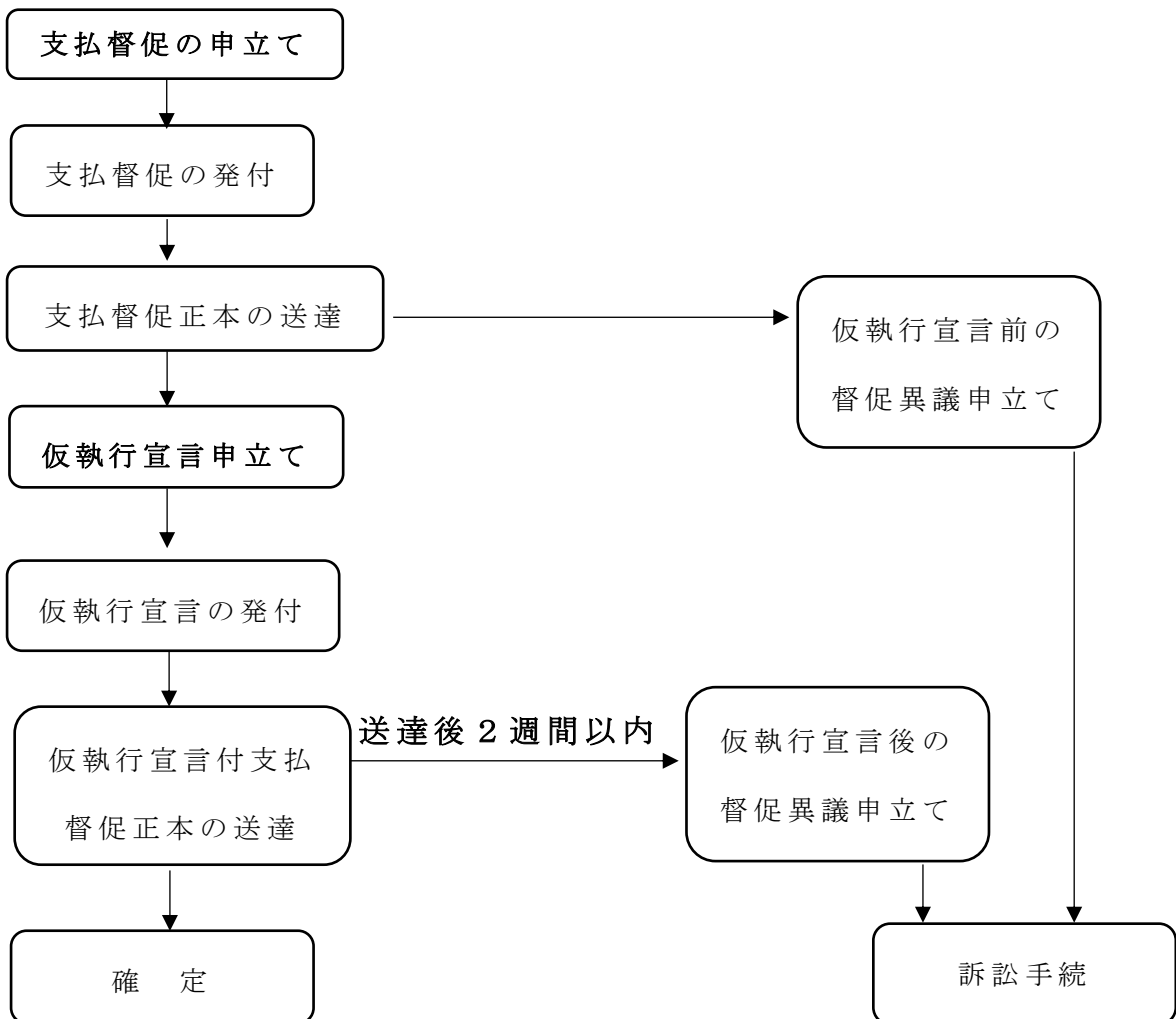 支払督促の申立て
支払督促の発付
支払督促正本の送達
仮執行宣言前の
督促異議申立て
仮執行宣言申立て
仮執行宣言の発付
仮執行宣言付支払
督促正本の送達
送達後２週間以内
仮執行宣言後の
督促異議申立て
確　定
訴訟手続